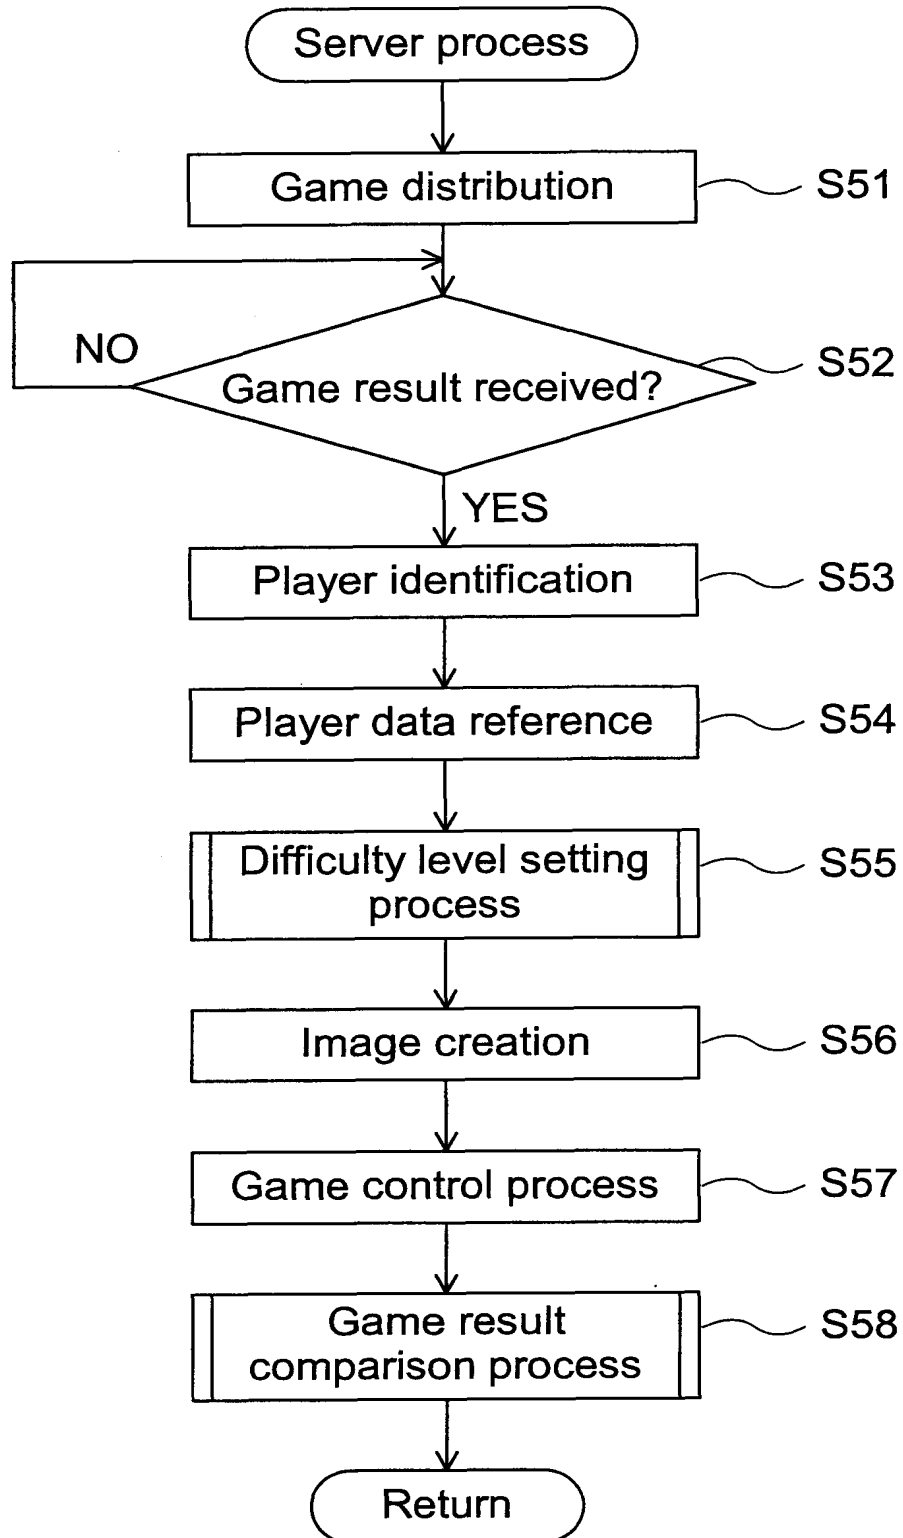 Server process
Game distribution
S51
NO
Game result received?
S52
YES
Player identification
S53
Player data reference
S54
Difficulty level setting
process
S55
Image creation
S56
Game control process
S57
Game result
comparison process
S58
Return